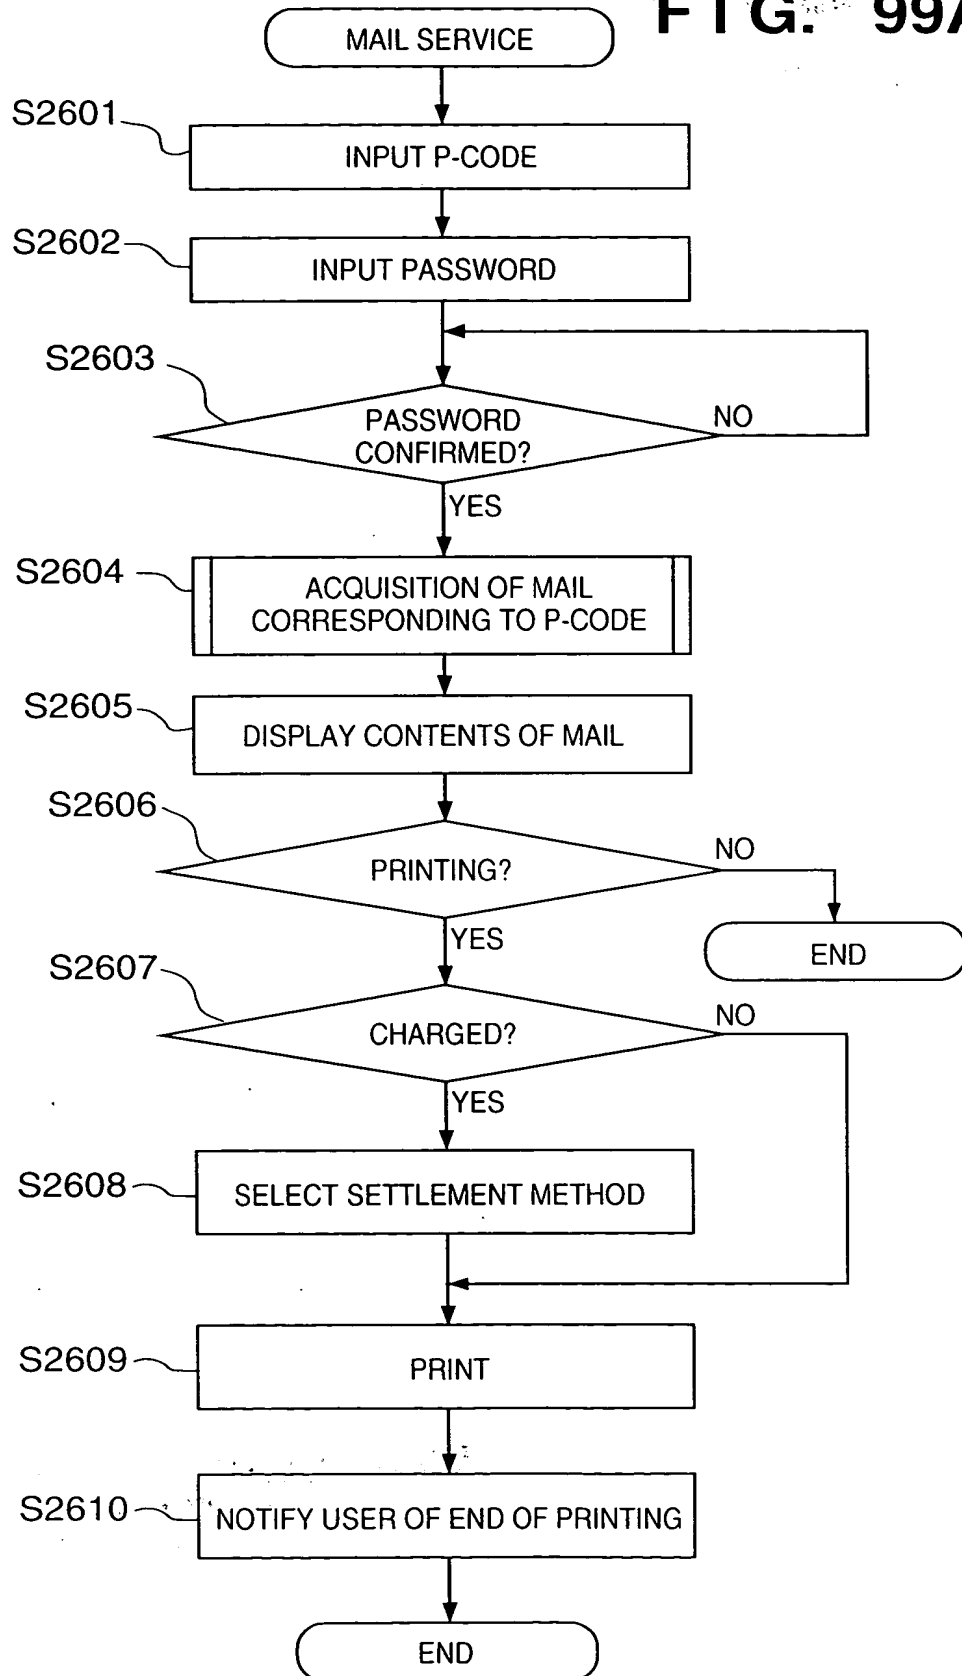 FIG. 99A
MAIL SERVICE
S2601
INPUT P-CODE
S2602
INPUT PASSWORD
S2603
PASSWORD
CONFIRMED?
NO
YES
S2604
ACQUISITION OF MAIL
CORRESPONDING TO P-CODE
S2605
DISPLAY CONTENTS OF MAIL
S2606
PRINTING?
NO
YES
END
S2607
CHARGED?
NO
YES
S2608
SELECT SETTLEMENT METHOD
S2609
PRINT
S2610
NOTIFY USER OF END OF PRINTING
END